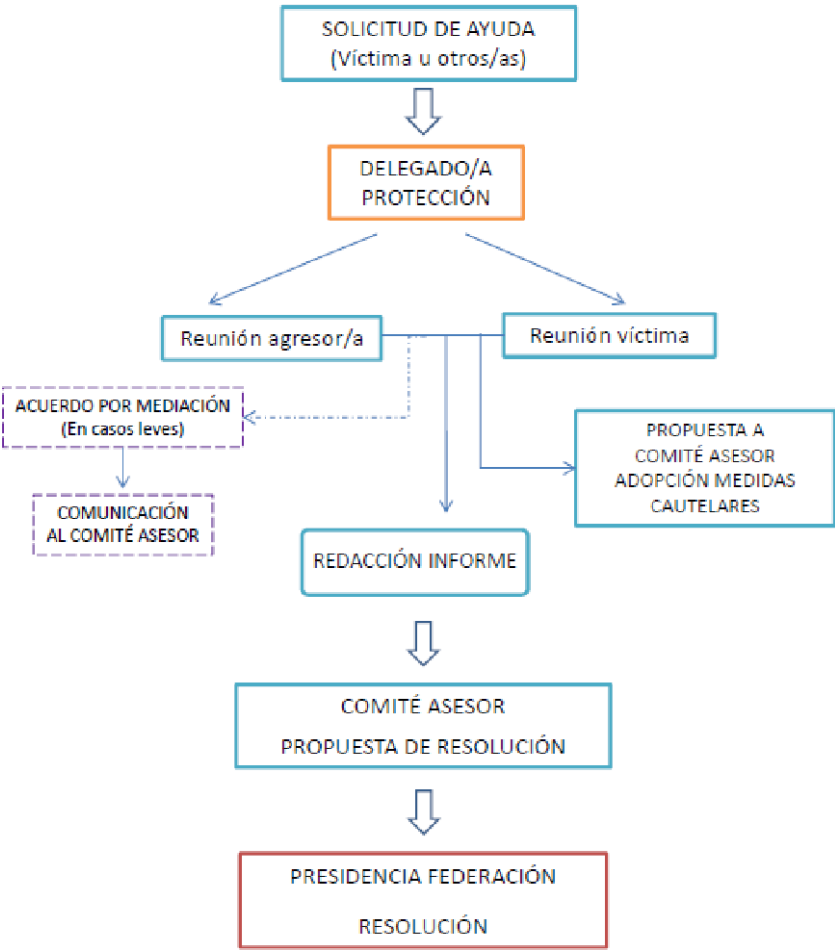 SOLICITUD DE AYUDA
(Víctima u otros/as)
DELEGADO/A
PROTECCIÓN
Reunión agresor/a
Reunión víctima
ACUERDO POR MEDIACIÓN
(En casos leves)
PROPUESTA A
COMITÉ ASESOR
ADOPCIÓN MEDIDAS
CAUTELARES
COMUNICACIÓN
AL COMITÉ ASESOR
REDACCIÓN INFORME
COMITÉ ASESOR
PROPUESTA DE RESOLUCIÓN
PRESIDENCIA FEDERACIÓN
RESOLUCIÓN